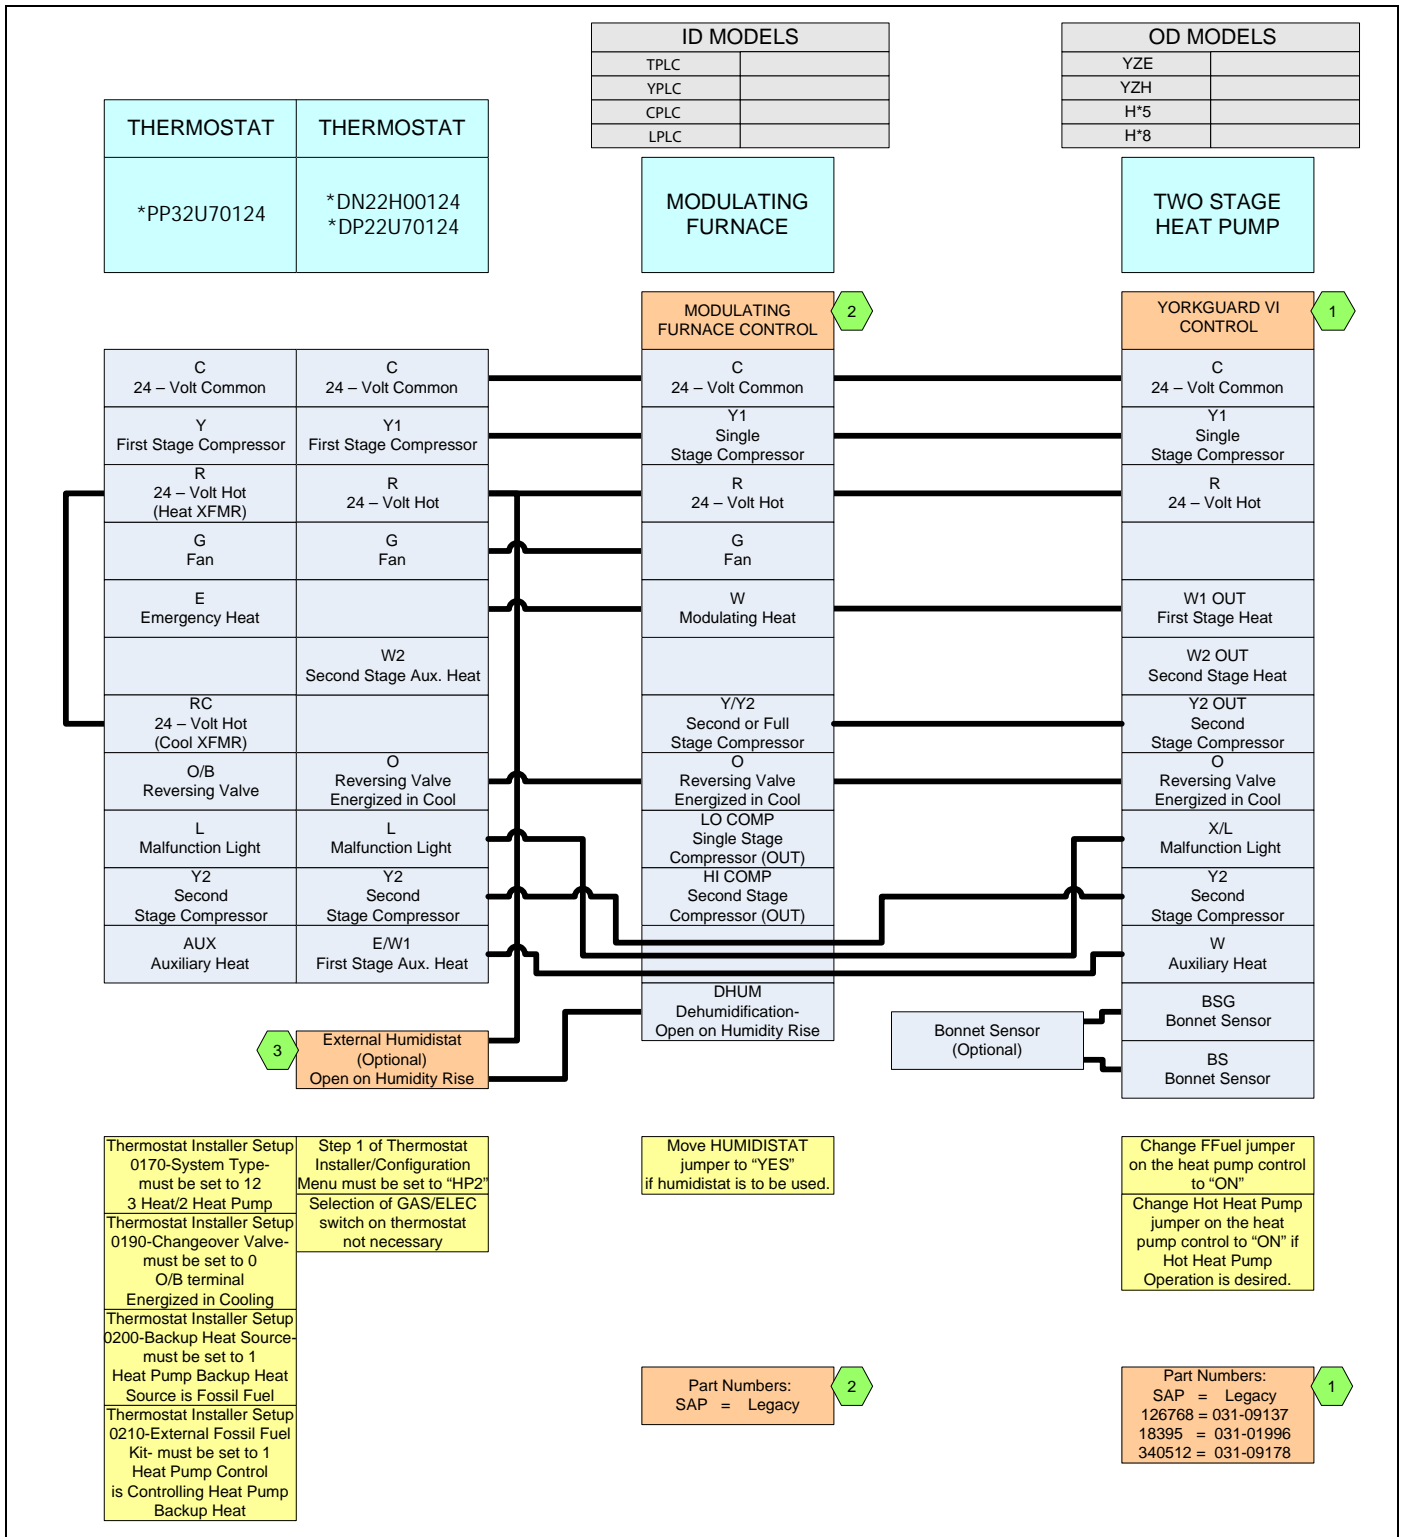 ID MODELS
TPLC
YPLC
CPLC
LPLC
OD MODELS
YZE
YZH
H*5
H*8
THERMOSTAT
THERMOSTAT
*PP32U70124
*DN22H00124
*DP22U70124
MODULATING
FURNACE
TWO STAGE
HEAT PUMP
MODULATING
FURNACE CONTROL
2
YORKGUARD VI
CONTROL
1
C
24 – Volt Common
C
24 – Volt Common
C
24 – Volt Common
C
24 – Volt Common
Y
First Stage Compressor
Y1
First Stage Compressor
Y1
Single
Stage Compressor
Y1
Single
Stage Compressor
R
24 – Volt Hot
(Heat XFMR)
R
24 – Volt Hot
R
24 – Volt Hot
R
24 – Volt Hot
G
Fan
G
Fan
G
Fan
E
Emergency Heat
W
Modulating Heat
W1 OUT
First Stage Heat
W2
Second Stage Aux. Heat
W2 OUT
Second Stage Heat
RC
24 – Volt Hot
(Cool XFMR)
Y/Y2
Second or Full
Stage Compressor
Y2 OUT
Second
Stage Compressor
O/B
Reversing Valve
O
Reversing Valve
Energized in Cool
O
Reversing Valve
Energized in Cool
O
Reversing Valve
Energized in Cool
L
Malfunction Light
L
Malfunction Light
LO COMP
Single Stage
Compressor (OUT)
X/L
Malfunction Light
Y2
Second
Stage Compressor
Y2
Second
Stage Compressor
HI COMP
Second Stage
Compressor (OUT)
Y2
Second
Stage Compressor
AUX
Auxiliary Heat
E/W1
First Stage Aux. Heat
W
Auxiliary Heat
DHUM
Dehumidification-
Open on Humidity Rise
BSG
Bonnet Sensor
Bonnet Sensor
(Optional)
BS
Bonnet Sensor
3
External Humidistat
(Optional)
Open on Humidity Rise
Thermostat Installer Setup
0170-System Type-
must be set to 12
3 Heat/2 Heat Pump
Thermostat Installer Setup
0190-Changeover Valve-
must be set to 0
O/B terminal
Energized in Cooling
Thermostat Installer Setup
0200-Backup Heat Source-
must be set to 1
Heat Pump Backup Heat
Source is Fossil Fuel
Thermostat Installer Setup
0210-External Fossil Fuel
Kit- must be set to 1
Heat Pump Control
is Controlling Heat Pump
Backup Heat
Step 1 of Thermostat
Installer/Configuration
Menu must be set to “HP2”
Selection of GAS/ELEC
switch on thermostat
not necessary
Move HUMIDISTAT
jumper to “YES”
if humidistat is to be used.
Change FFuel jumper
on the heat pump control
to “ON”
Change Hot Heat Pump
jumper on the heat
pump control to “ON” if
Hot Heat Pump
Operation is desired.
Part Numbers:
SAP = Legacy
2
Part Numbers:
SAP = Legacy
126768 = 031-09137
18395 = 031-01996
340512 = 031-09178
1